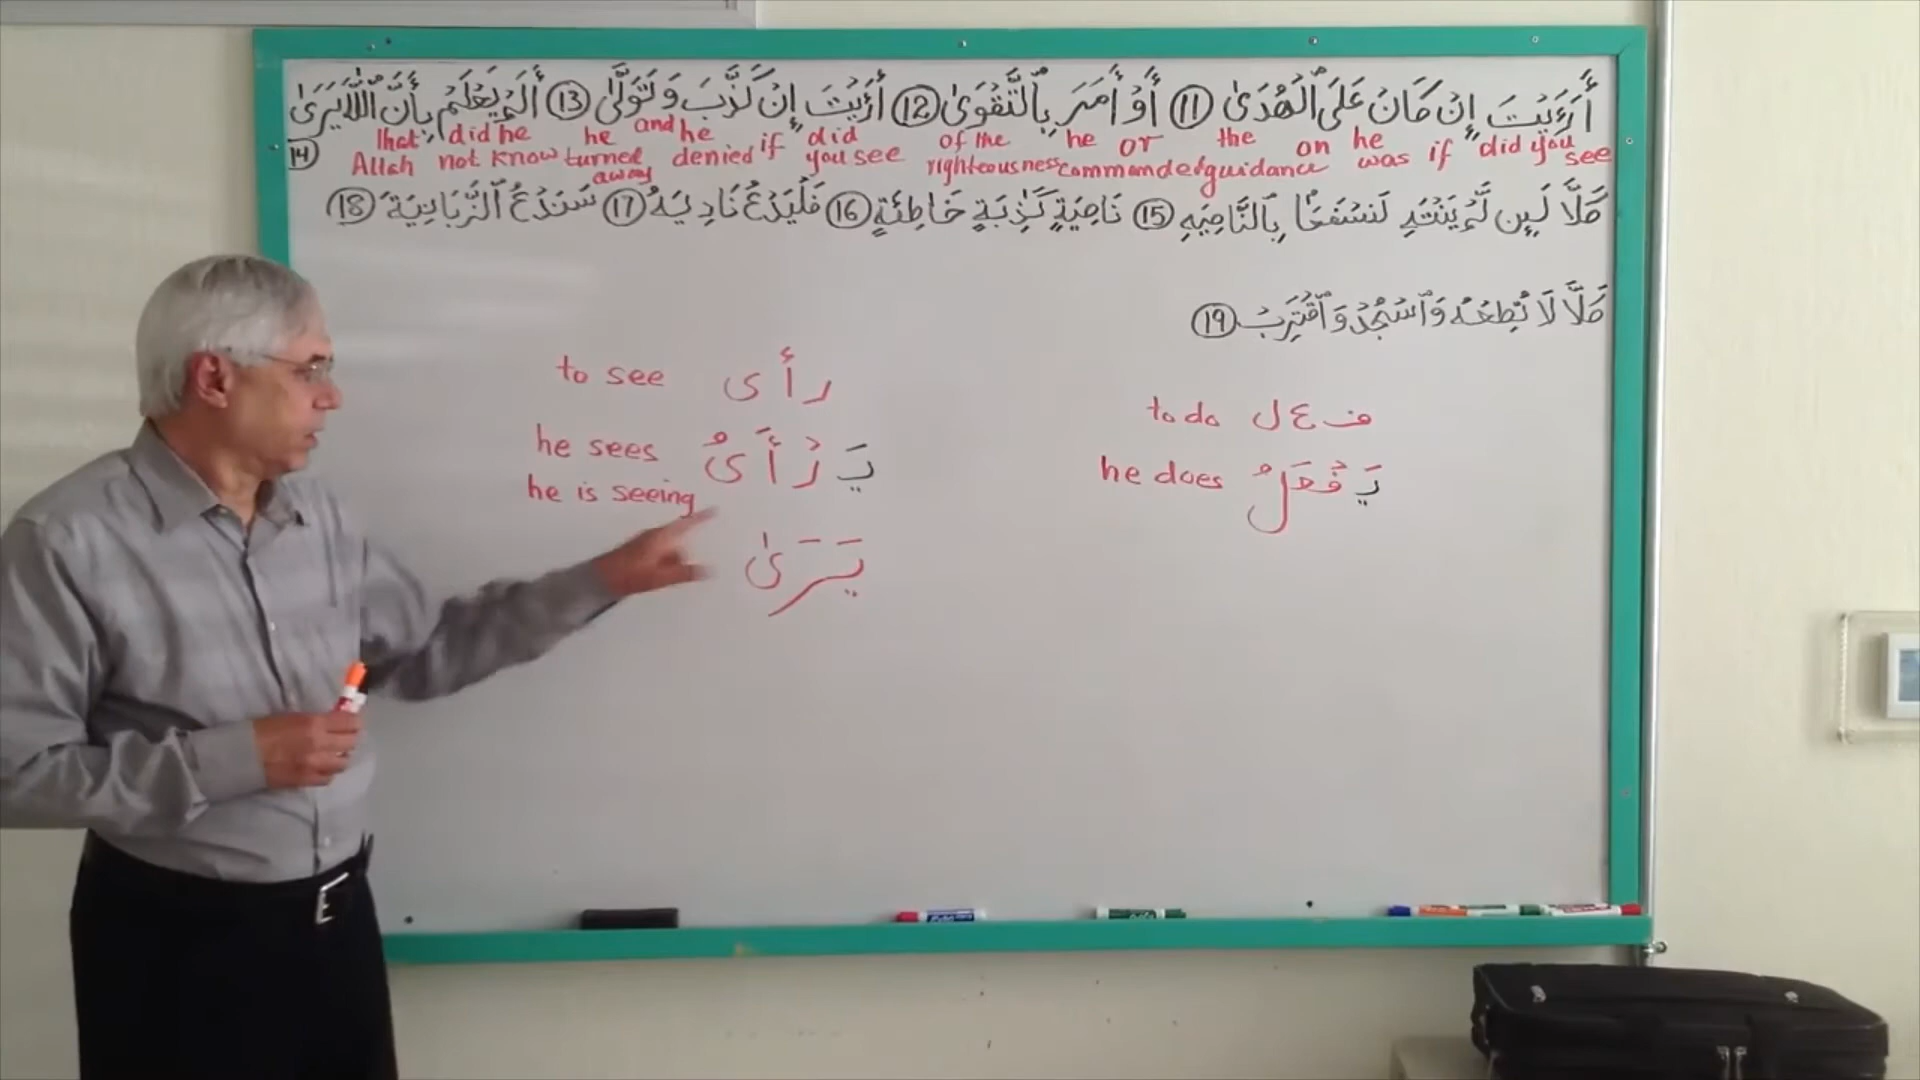 أَرَءَيْتَ إِن كَانَ عَلَى ٱلْهُدَىٰ ⑪ أَوْ أَمَرَ بِٱلتَّقْوَىٰ ⑫ أَرَءَيْتَ إِن كَذَّبَ وَتَوَلَّىٰ ⑬ أَلَمْ يَعْلَم بِأَنَّ ٱللَّهَ يَرَىٰ
that did he he and he if did of the he or the on he did you
⑭ Allah not know turned denied you see righteousness commanded guidance was if see
away
كَلَّا لَئِن لَّمْ يَنتَهِ لَنَسْفَعًا بِٱلنَّاصِيَةِ ⑮ نَاصِيَةٍ كَٰذِبَةٍ خَاطِئَةٍ ⑯ فَلْيَدْعُ نَادِيَهُ ⑰ سَنَدْعُ ٱلزَّبَانِيَةَ ⑱
كَلَّا لَا تُطِعْهُ وَٱسْجُدْ وَٱقْتَرِب ⑲
to see ر أ ى
he sees يَـ رْ أَ ىُ
he is seeing
يَرَىٰ
to do ف ع ل
he does يَـ فْعَلُ